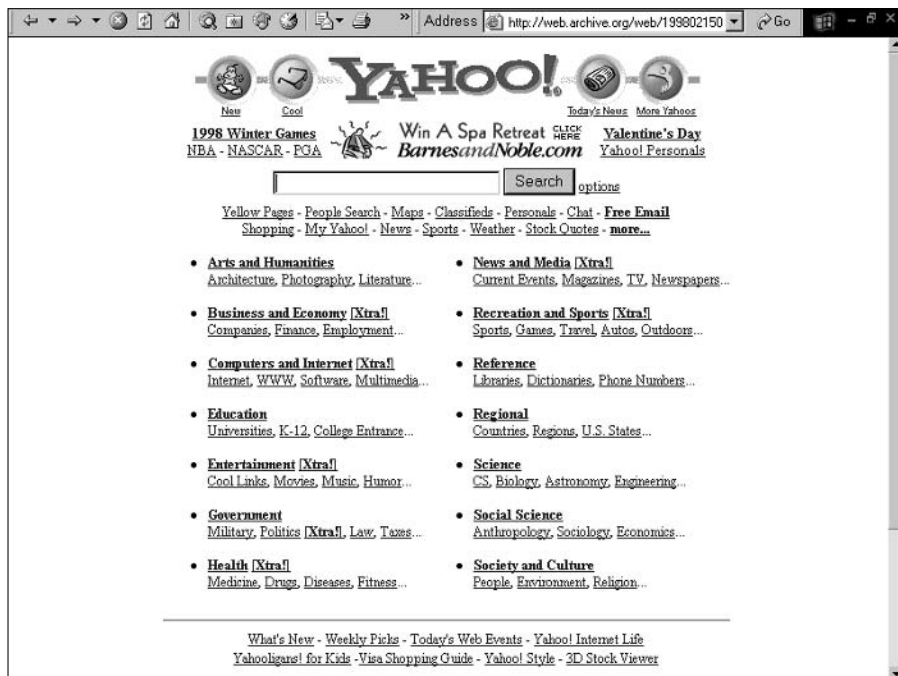 » Address http://web.archive.org/web/199802150 Go
YAHOO!
New Cool Today's News More Yahoos
1998 Winter Games
NBA - NASCAR - PGA
Win A Spa Retreat CLICK HERE
BarnesandNoble.com
Valentine's Day
Yahoo! Personals
Search options
Yellow Pages - People Search - Maps - Classifieds - Personals - Chat - Free Email
Shopping - My Yahoo! - News - Sports - Weather - Stock Quotes - more...
• Arts and Humanities
Architecture, Photography, Literature...
• Business and Economy [Xtra!]
Companies, Finance, Employment...
• Computers and Internet [Xtra!]
Internet, WWW, Software, Multimedia...
• Education
Universities, K-12, College Entrance...
• Entertainment [Xtra!]
Cool Links, Movies, Music, Humor...
• Government
Military, Politics [Xtra!], Law, Taxes...
• Health [Xtra!]
Medicine, Drugs, Diseases, Fitness...
• News and Media [Xtra!]
Current Events, Magazines, TV, Newspapers...
• Recreation and Sports [Xtra!]
Sports, Games, Travel, Autos, Outdoors...
• Reference
Libraries, Dictionaries, Phone Numbers...
• Regional
Countries, Regions, U.S. States...
• Science
CS, Biology, Astronomy, Engineering...
• Social Science
Anthropology, Sociology, Economics...
• Society and Culture
People, Environment, Religion...
What's New - Weekly Picks - Today's Web Events - Yahoo! Internet Life
Yahooligans! for Kids -Visa Shopping Guide - Yahoo! Style - 3D Stock Viewer